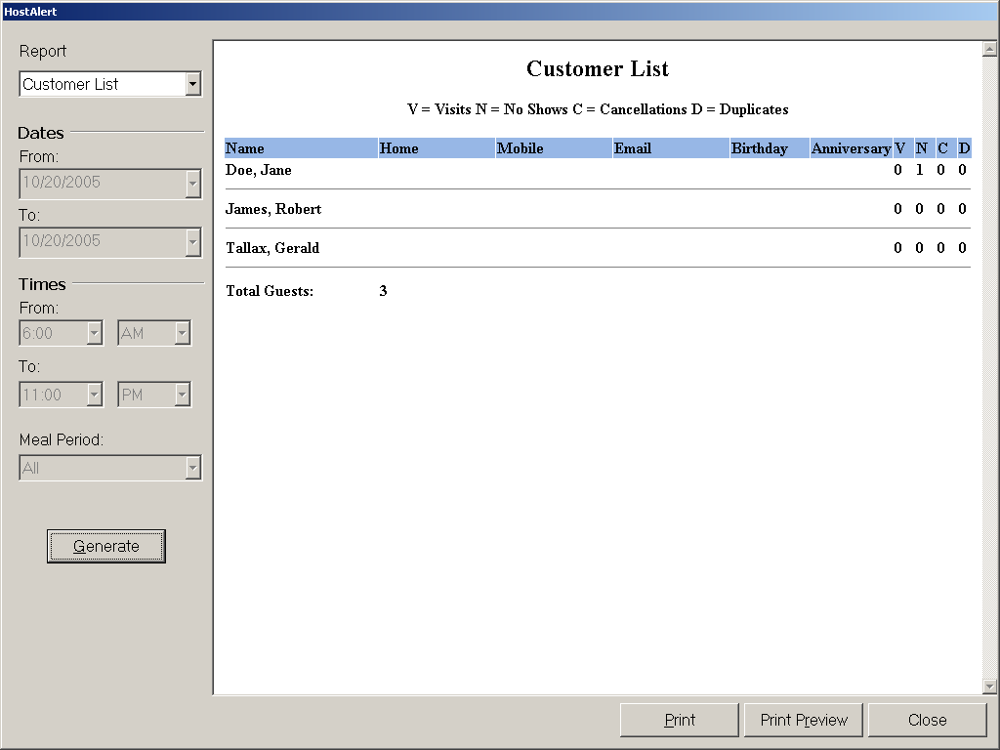 HostAlert
Report
Customer List
Dates
From:
10/20/2005
To:
10/20/2005
Times
From:
6:00 AM
To:
11:00 PM
Meal Period:
All
Generate
Customer List
V = Visits N = No Shows C = Cancellations D = Duplicates
Name Home Mobile Email Birthday Anniversary V N C D
Doe, Jane 0 1 0 0
James, Robert 0 0 0 0
Tallax, Gerald 0 0 0 0
Total Guests: 3
Print Print Preview Close